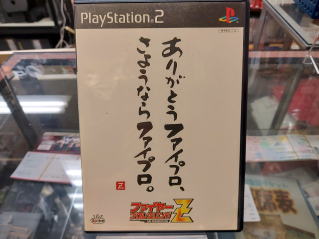 PlayStation 2
ありがとうファイプロ、
さようならファイプロ。
Z
ファイヤー
プロレスリング
Z